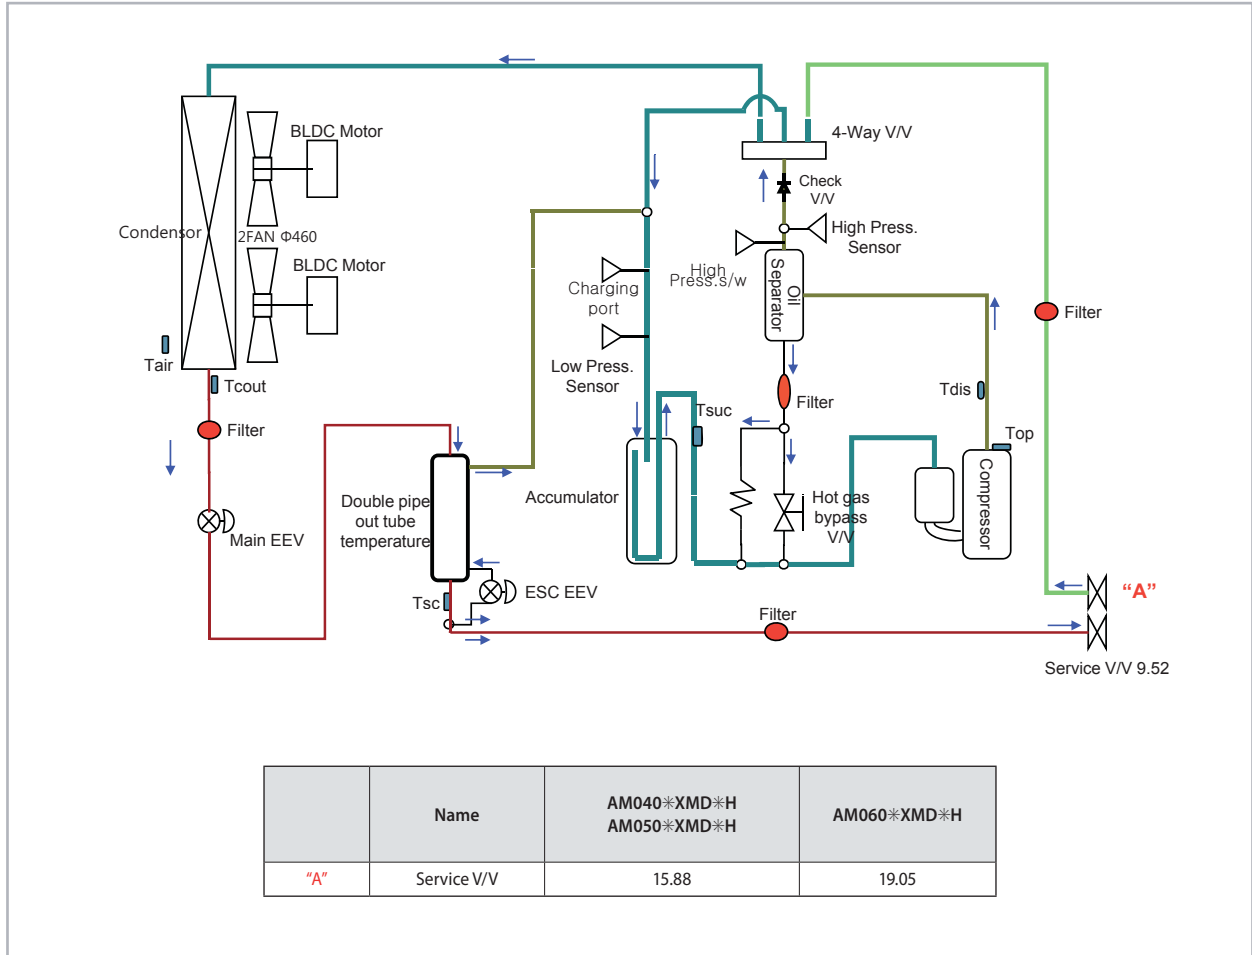 4-Way V/V
BLDC Motor
Check
V/V
High Press.
Sensor
Condensor
2FAN Φ460
BLDC Motor
High
Press.s/w
Charging
port
Oil
Separator
Filter
Tair
Low Press.
Sensor
Tcout
Tdis
Filter
Tsuc
Filter
Top
Accumulator
Double pipe
out tube
temperature
Hot gas
bypass
V/V
Compressor
Main EEV
ESC EEV
"A"
Tsc
Filter
Service V/V 9.52
Name
AM040✳XMD✳H
AM050✳XMD✳H
AM060✳XMD✳H
"A"
Service V/V
15.88
19.05